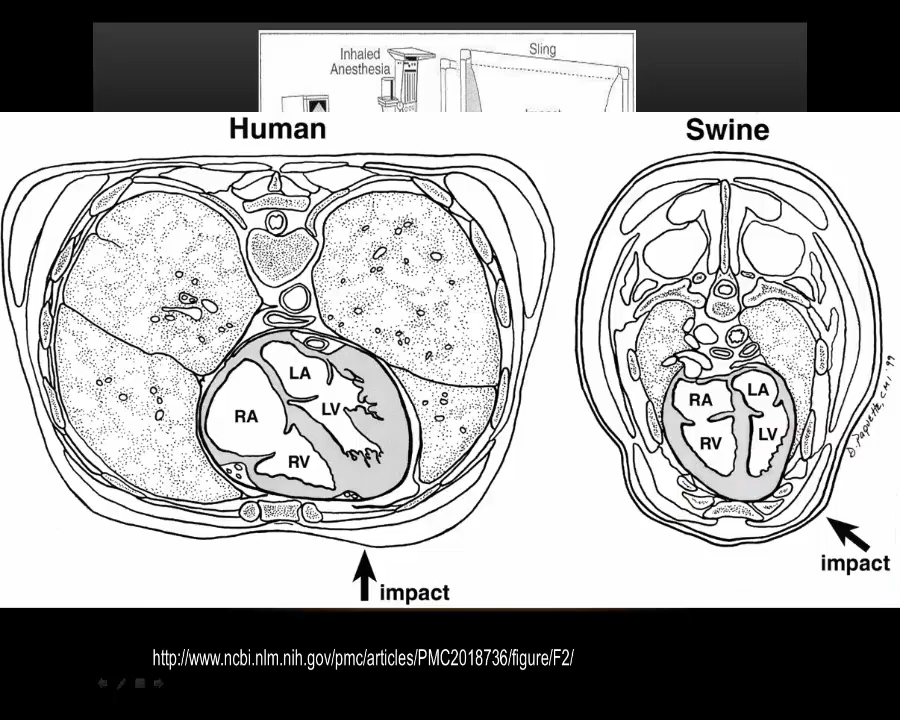 Inhaled
Anesthesia
Sling
Human
Swine
LA
RA
LV
RV
LA
RA
RV
LV
impact
impact
http://www.ncbi.nlm.nih.gov/pmc/articles/PMC2018736/figure/F2/